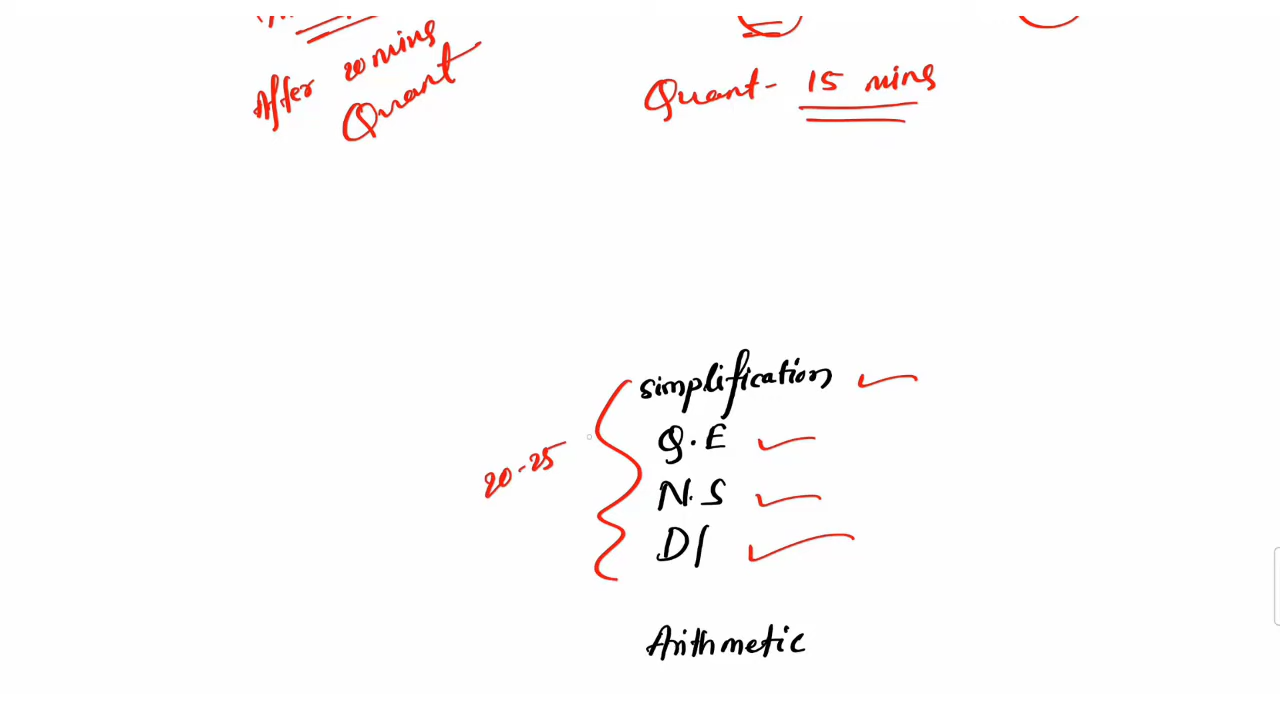 After 20 mins
Quant
Quant- 15 mins
simplification
Q.E
N.S
DI
20-25
Arithmetic